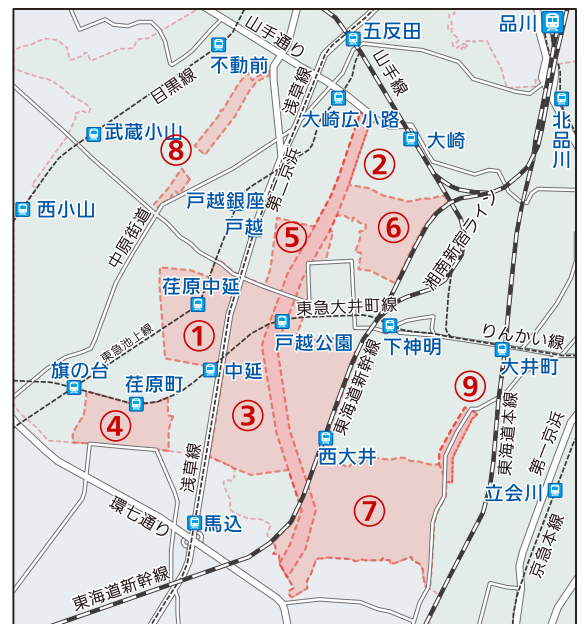 品川
五反田
山手通り
不動前
浅草線
山手線
目黒線
大崎広小路
北品川
武蔵小山
大崎
⑧
②
第二京浜
西小山
戸越銀座
戸越
中原街道
⑤
⑥
湘南新宿ライン
荏原中延
東急大井町線
東急池上線
①
戸越公園
下神明
りんかい線
大井町
旗の台
中延
⑨
荏原町
④
③
東海道新幹線
東海道本線
第一京浜
西大井
浅草線
立会川
⑦
環七通り
馬込
京急本線
東海道新幹線